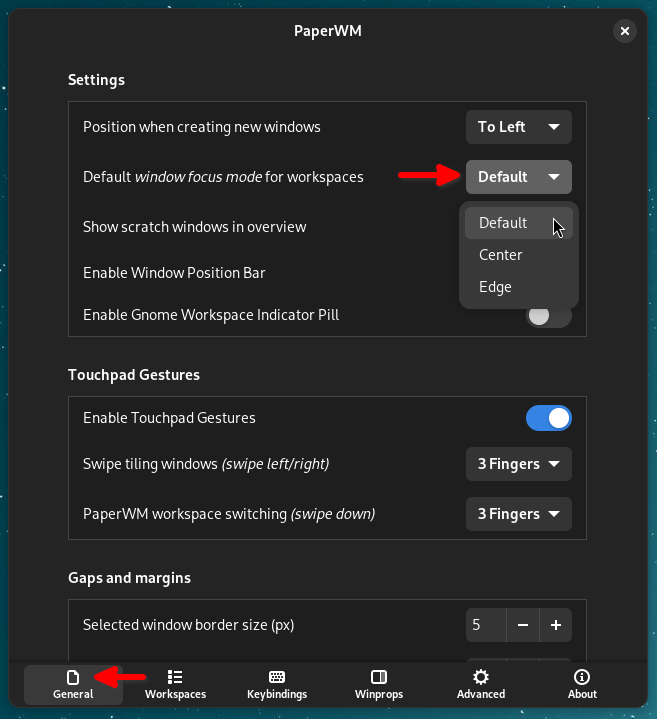 PaperWM
Settings
Position when creating new windows To Left
Default window focus mode for workspaces Default
Default
Show scratch windows in overview
Center
Enable Window Position Bar
Edge
Enable Gnome Workspace Indicator Pill
Touchpad Gestures
Enable Touchpad Gestures
Swipe tiling windows (swipe left/right) 3 Fingers
PaperWM workspace switching (swipe down) 3 Fingers
Gaps and margins
Selected window border size (px) 5 − +
General Workspaces Keybindings Winprops Advanced About